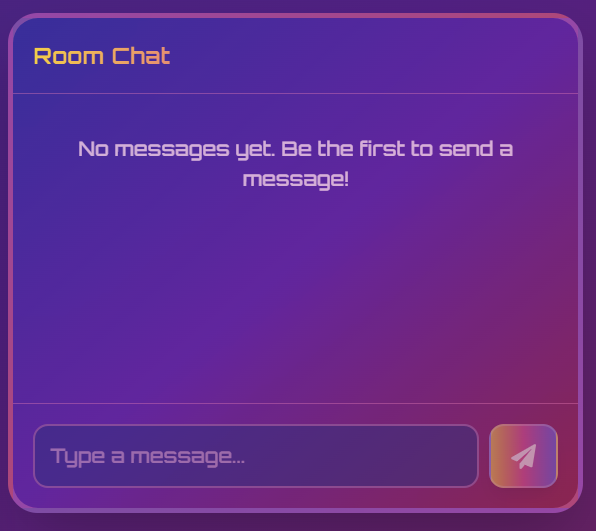 Room Chat
No messages yet. Be the first to send a
message!
Type a message...